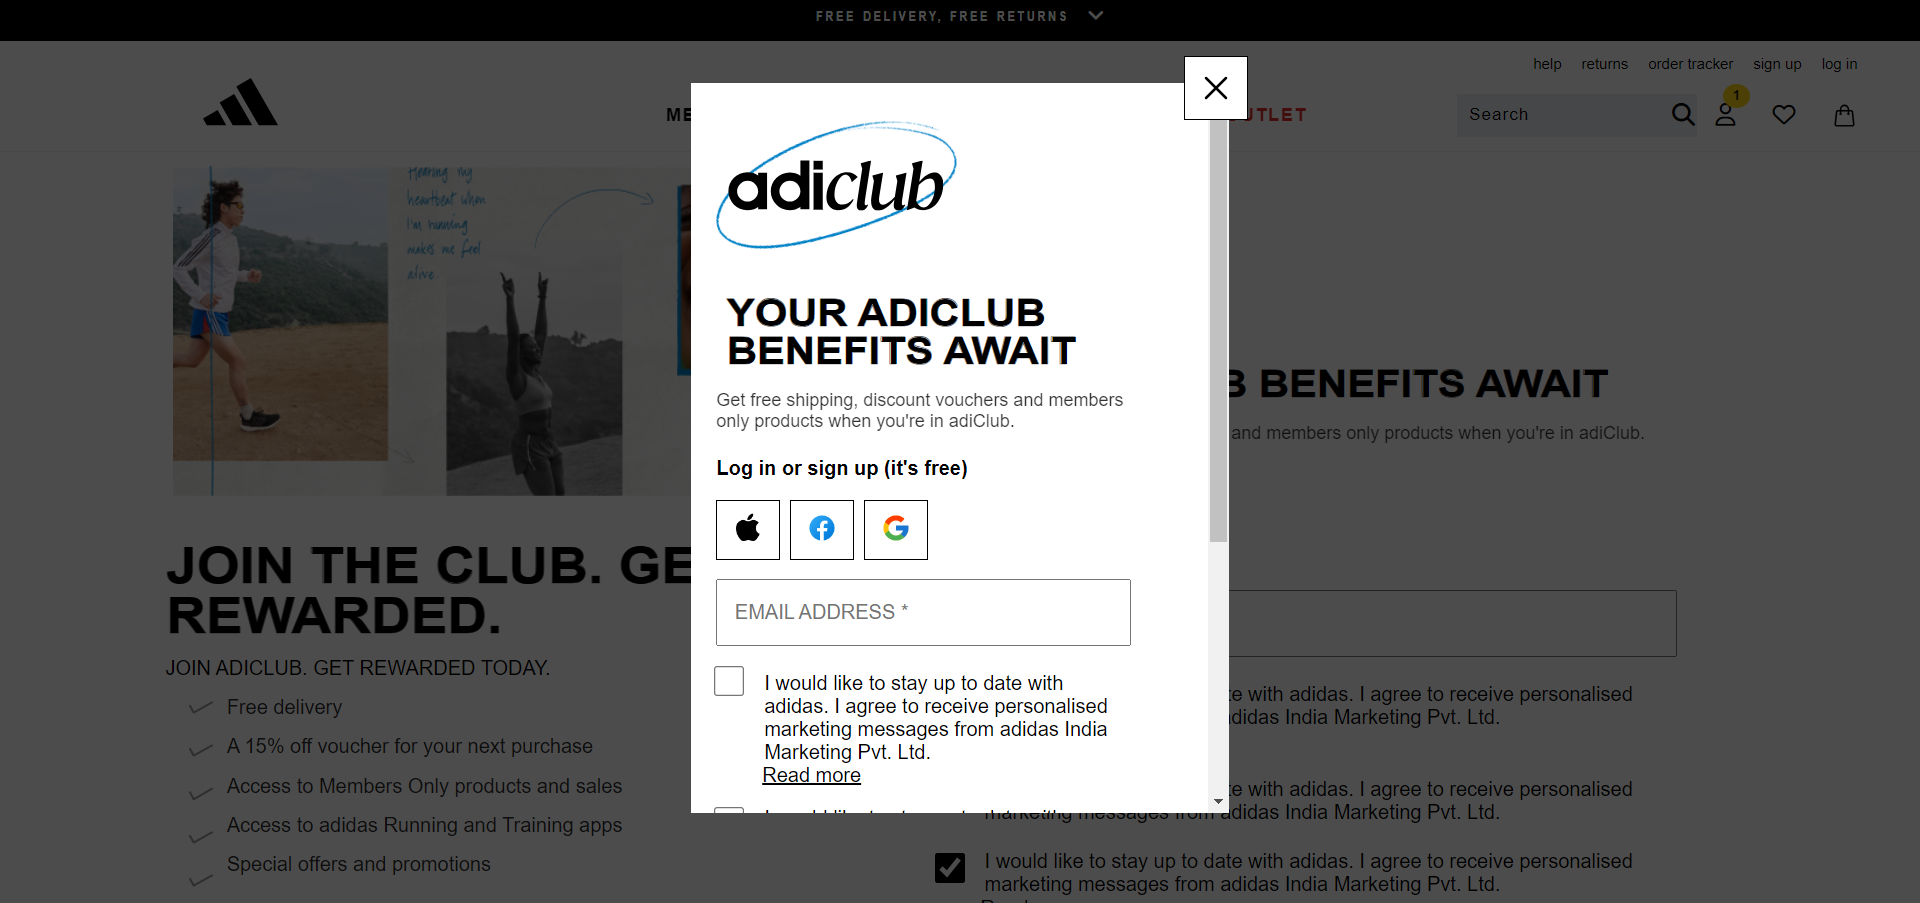 FREE DELIVERY, FREE RETURNS
help returns order tracker sign up log in
1
Search
adiclub
YOUR ADICLUB
BENEFITS AWAIT
Get free shipping, discount vouchers and members
only products when you're in adiClub.
Log in or sign up (it's free)
EMAIL ADDRESS *
I would like to stay up to date with
adidas. I agree to receive personalised
marketing messages from adidas India
Marketing Pvt. Ltd.
Read more
Hearing my
heartbeat when
I'm running
makes me feel
alive.
JOIN THE CLUB. GE
REWARDED.
JOIN ADICLUB. GET REWARDED TODAY.
Free delivery
A 15% off voucher for your next purchase
Access to Members Only products and sales
Access to adidas Running and Training apps
Special offers and promotions
BENEFITS AWAIT
and members only products when you're in adiClub.
with adidas. I agree to receive personalised
adidas India Marketing Pvt. Ltd.
with adidas. I agree to receive personalised
marketing messages from adidas India Marketing Pvt. Ltd.
I would like to stay up to date with adidas. I agree to receive personalised
marketing messages from adidas India Marketing Pvt. Ltd.